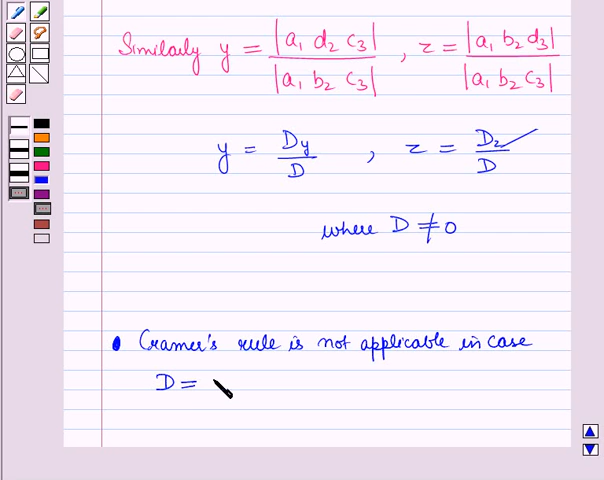 Similarly y = |a₁ d₂ c₃| / |a₁ b₂ c₃| , z = |a₁ b₂ d₃| / |a₁ b₂ c₃|
y = Dy / D , z = Dz / D
where D ≠ 0
• Cramer's rule is not applicable in case
D =